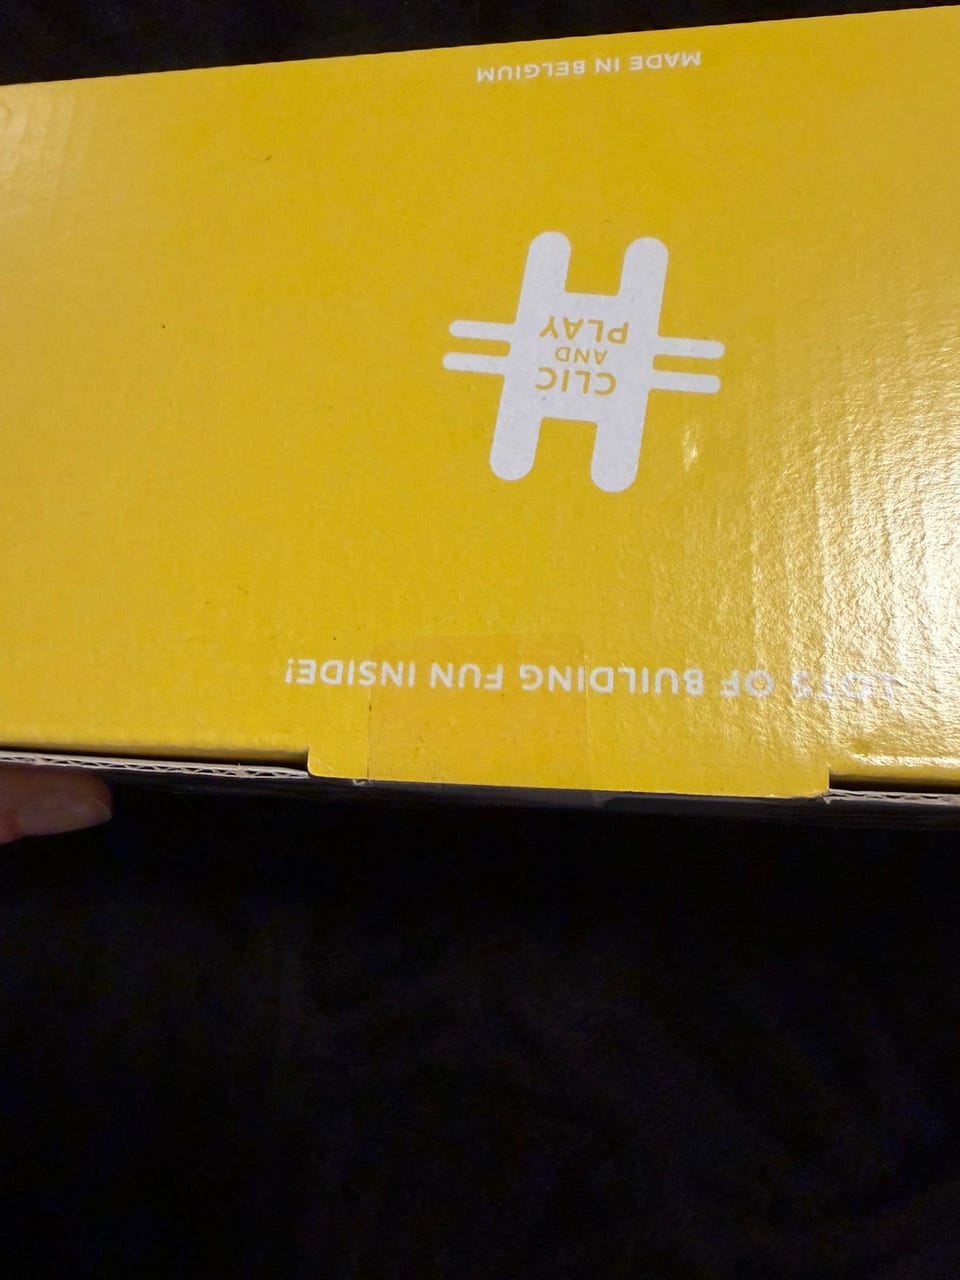 LOTS OF BUILDING FUN INSIDE!
CLIC
AND
PLAY
MADE IN BELGIUM